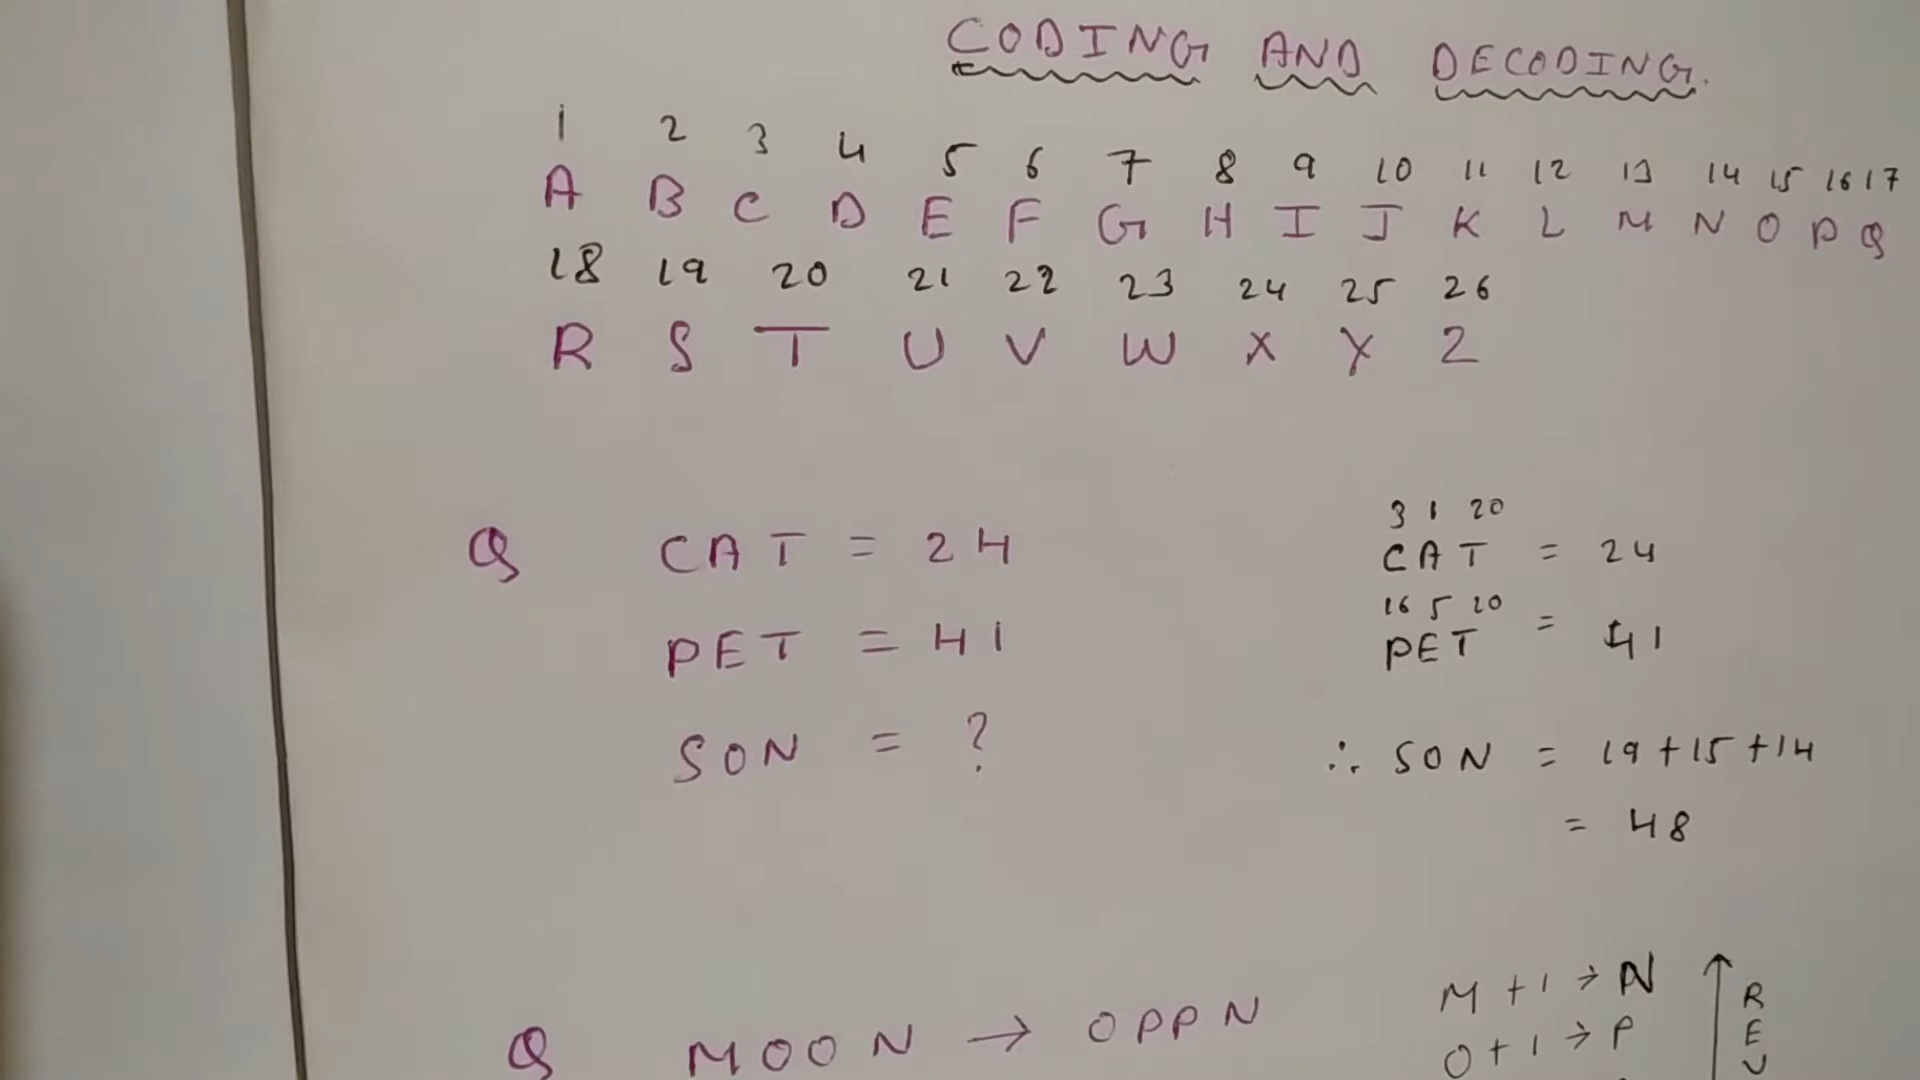 CODING AND DECODING.
1 2 3 4 5 6 7 8 9 10 11 12 13 14 15 16 17
A B C D E F G H I J K L M N O P Q
18 19 20 21 22 23 24 25 26
R S T U V W X Y Z
Q CAT = 24
PET = 41
SON = ?
3 1 20
CAT = 24
16 5 20
PET = 41
∴ SON = 19+15+14
= 48
Q MOON → OPPN
M+1→N
O+1→P
REV